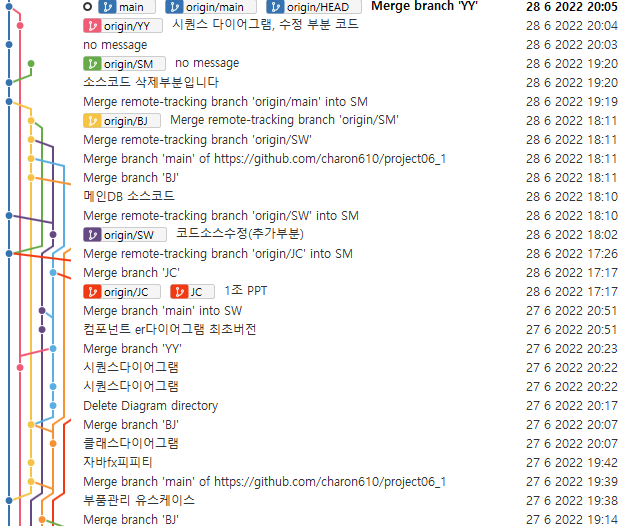 main origin/main origin/HEAD Merge branch 'YY' 28 6 2022 20:05
origin/YY 시퀀스 다이어그램, 수정 부분 코드 28 6 2022 20:04
no message 28 6 2022 20:03
origin/SM no message 28 6 2022 19:20
소스코드 삭제부분입니다 28 6 2022 19:20
Merge remote-tracking branch 'origin/main' into SM 28 6 2022 19:19
origin/BJ Merge remote-tracking branch 'origin/SM' 28 6 2022 18:11
Merge remote-tracking branch 'origin/SW' 28 6 2022 18:11
Merge branch 'main' of https://github.com/charon610/project06_1 28 6 2022 18:11
Merge branch 'BJ' 28 6 2022 18:11
메인DB 소스코드 28 6 2022 18:10
Merge remote-tracking branch 'origin/SW' into SM 28 6 2022 18:10
origin/SW 코드소스수정(추가부분) 28 6 2022 18:02
Merge remote-tracking branch 'origin/JC' into SM 28 6 2022 17:26
Merge branch 'JC' 28 6 2022 17:17
origin/JC JC 1조 PPT 28 6 2022 17:17
Merge branch 'main' into SW 27 6 2022 20:51
컴포넌트 er다이어그램 최초버전 27 6 2022 20:51
Merge branch 'YY' 27 6 2022 20:23
시퀀스다이어그램 27 6 2022 20:22
시퀀스다이어그램 27 6 2022 20:22
Delete Diagram directory 27 6 2022 20:17
Merge branch 'BJ' 27 6 2022 20:07
클래스다이어그램 27 6 2022 20:07
자바fx피피티 27 6 2022 19:42
Merge branch 'main' of https://github.com/charon610/project06_1 27 6 2022 19:39
부품관리 유스케이스 27 6 2022 19:38
Merge branch 'BJ' 27 6 2022 19:14